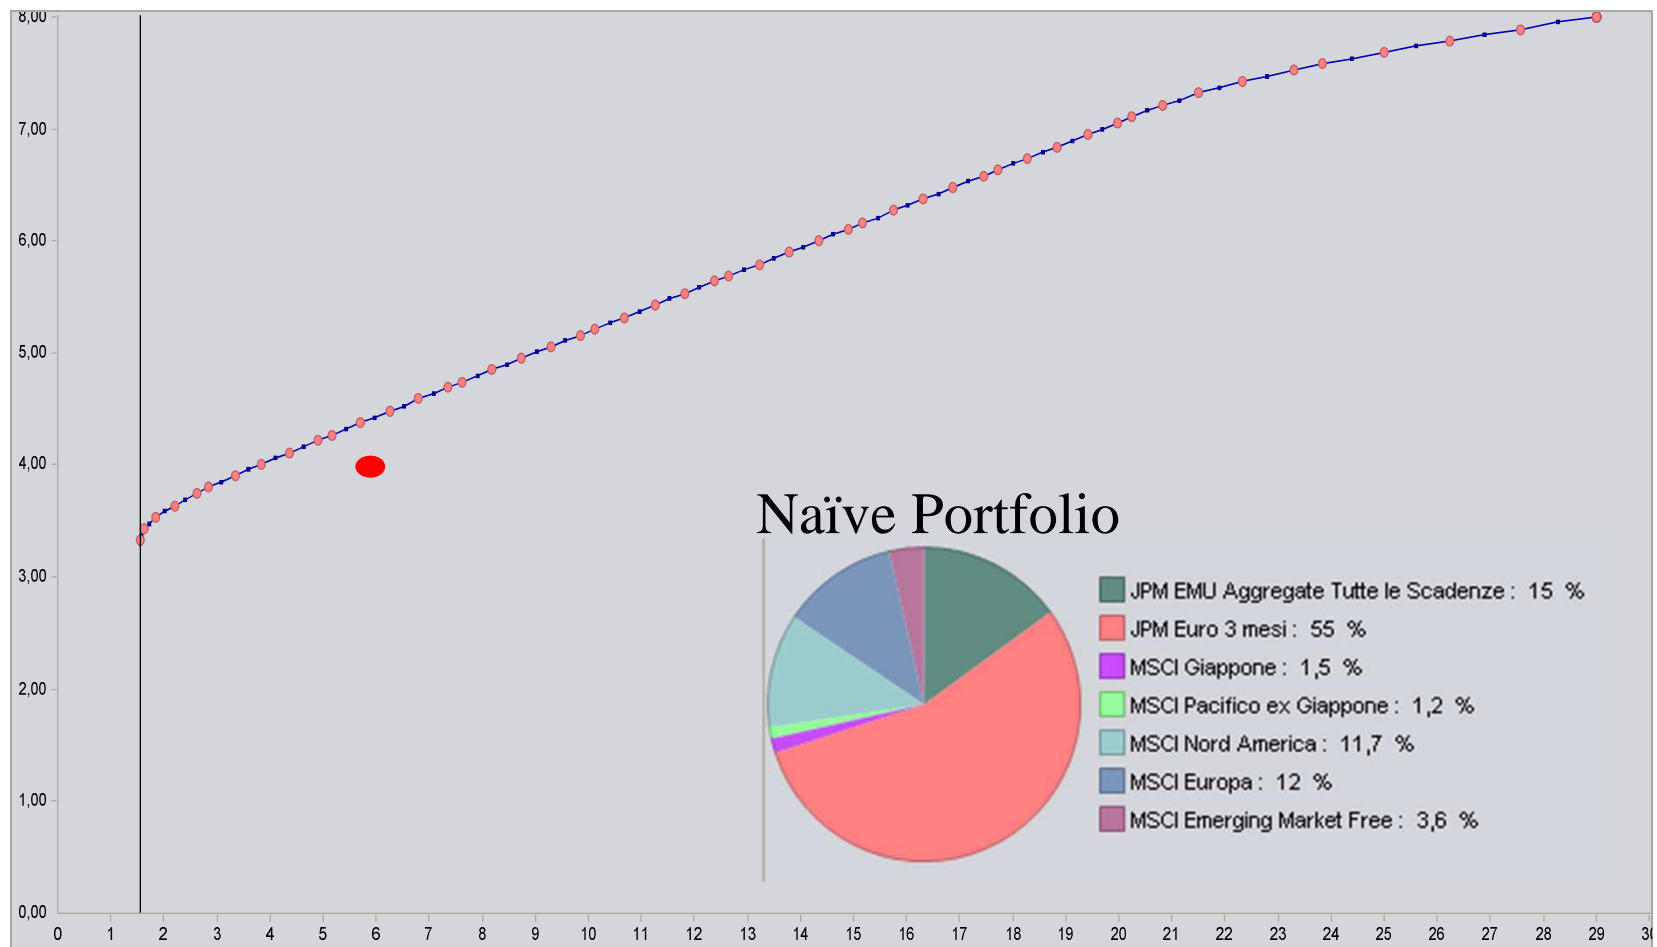 8,00
7,00
6,00
5,00
4,00
3,00
2,00
1,00
0,00
Naïve Portfolio
JPM EMU Aggregate Tutte le Scadenze : 15 %
JPM Euro 3 mesi : 55 %
MSCI Giappone : 1,5 %
MSCI Pacifico ex Giappone : 1,2 %
MSCI Nord America : 11,7 %
MSCI Europa : 12 %
MSCI Emerging Market Free : 3,6 %
0 1 2 3 4 5 6 7 8 9 10 11 12 13 14 15 16 17 18 19 20 21 22 23 24 25 26 27 28 29 30